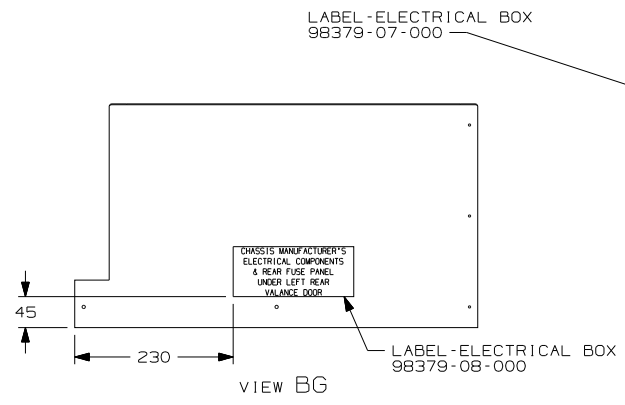 LABEL-ELECTRICAL BOX
98379-07-000
CHASSIS MANUFACTURER'S
ELECTRICAL COMPONENTS
& REAR FUSE PANEL
UNDER LEFT REAR
VALANCE DOOR
45
230
LABEL-ELECTRICAL BOX
98379-08-000
VIEW BG